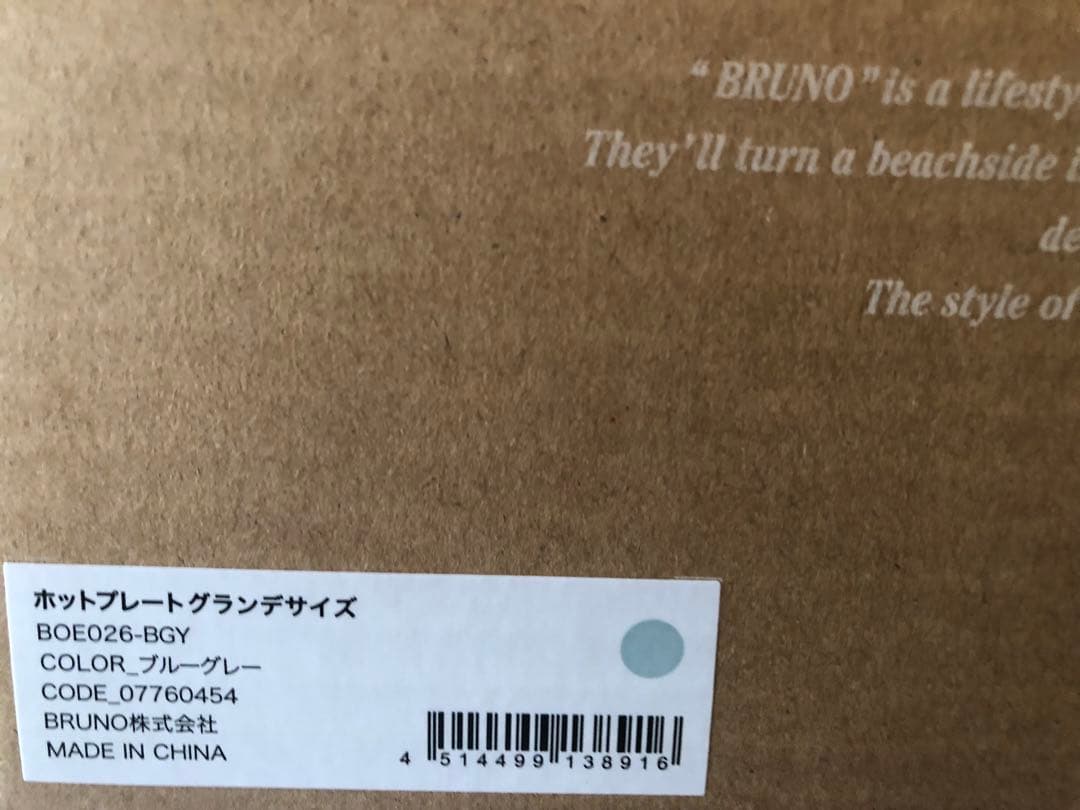 “BRUNO” is a lifesty
They’ll turn a beachside
de
The style of
ホットプレートグランデサイズ
BOE026-BGY
COLOR_ブルーグレー
CODE_07760454
BRUNO株式会社
MADE IN CHINA
4 514499 138916